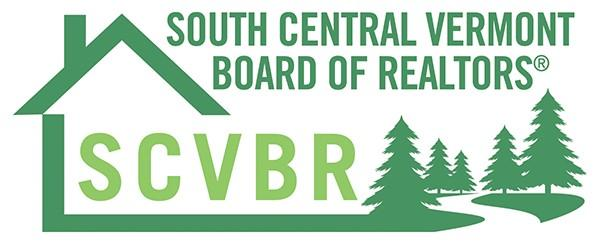 SOUTH CENTRAL VERMONT
BOARD OF REALTORS®
SCVBR